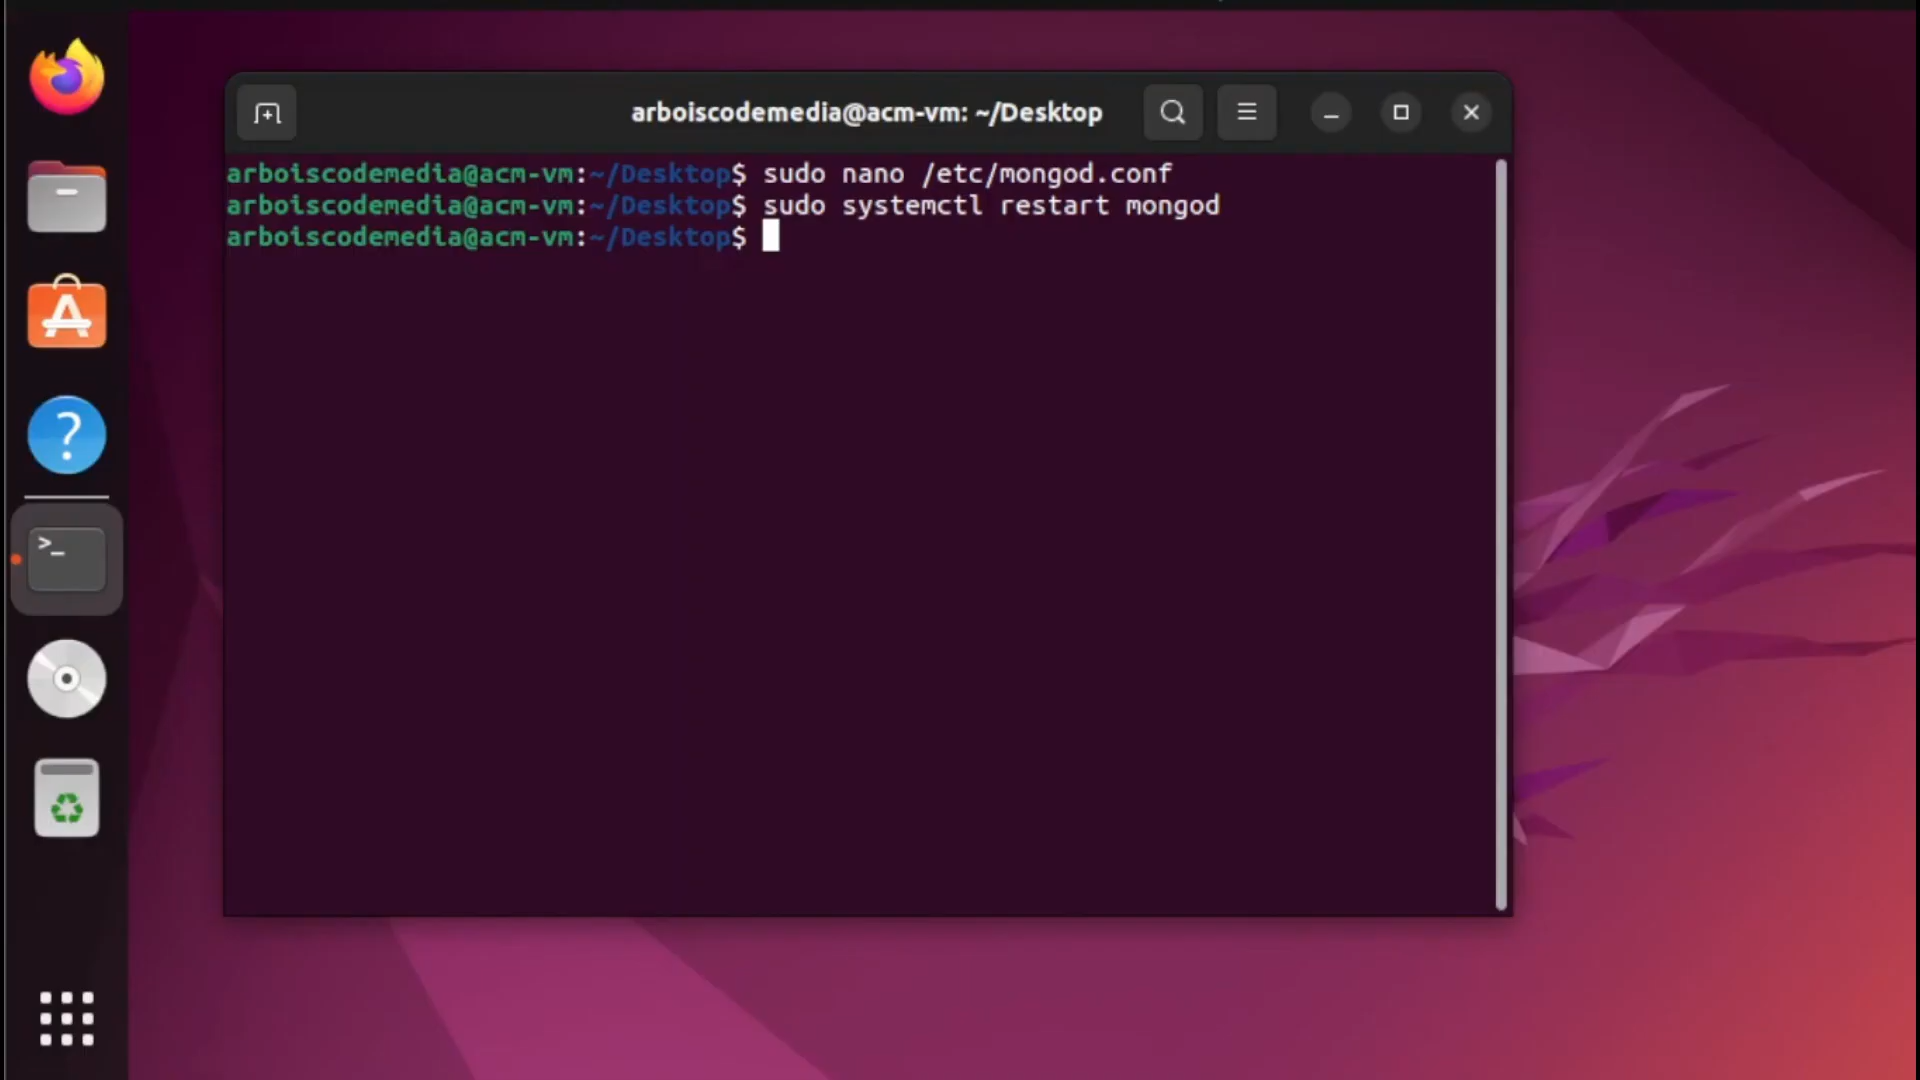 arboiscodemedia@acm-vm: ~/Desktop
arboiscodemedia@acm-vm:~/Desktop$ sudo nano /etc/mongod.conf
arboiscodemedia@acm-vm:~/Desktop$ sudo systemctl restart mongod
arboiscodemedia@acm-vm:~/Desktop$